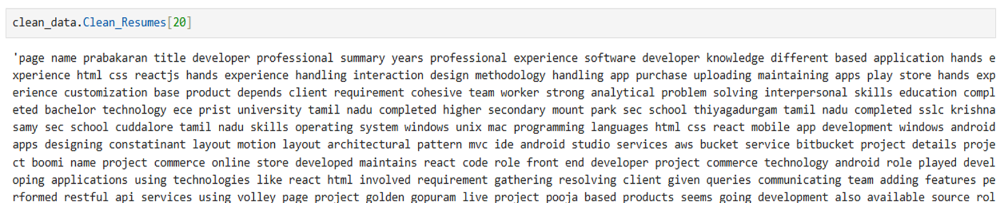 clean_data.Clean_Resumes[20]
'page name prabakaran title developer professional summary years professional experience software developer knowledge different based application hands e
xperience html css reactjs hands experience handling interaction design methodology handling app purchase uploading maintaining apps play store hands exp
erience customization base product depends client requirement cohesive team worker strong analytical problem solving interpersonal skills education compl
eted bachelor technology ece prist university tamil nadu completed higher secondary mount park sec school thiyagadurgam tamil nadu completed sslc krishna
samy sec school cuddalore tamil nadu skills operating system windows unix mac programming languages html css react mobile app development windows android
apps designing constatinant layout motion layout architectural pattern mvc ide android studio services aws bucket service bitbucket project details proje
ct boomi name project commerce online store developed maintains react code role front end developer project commerce technology android role played devel
oping applications using technologies like react html involved requirement gathering resolving client given queries communicating team adding features pe
rformed restful api services using volley page project golden gopuram live project pooja based products seems going development also available source rol